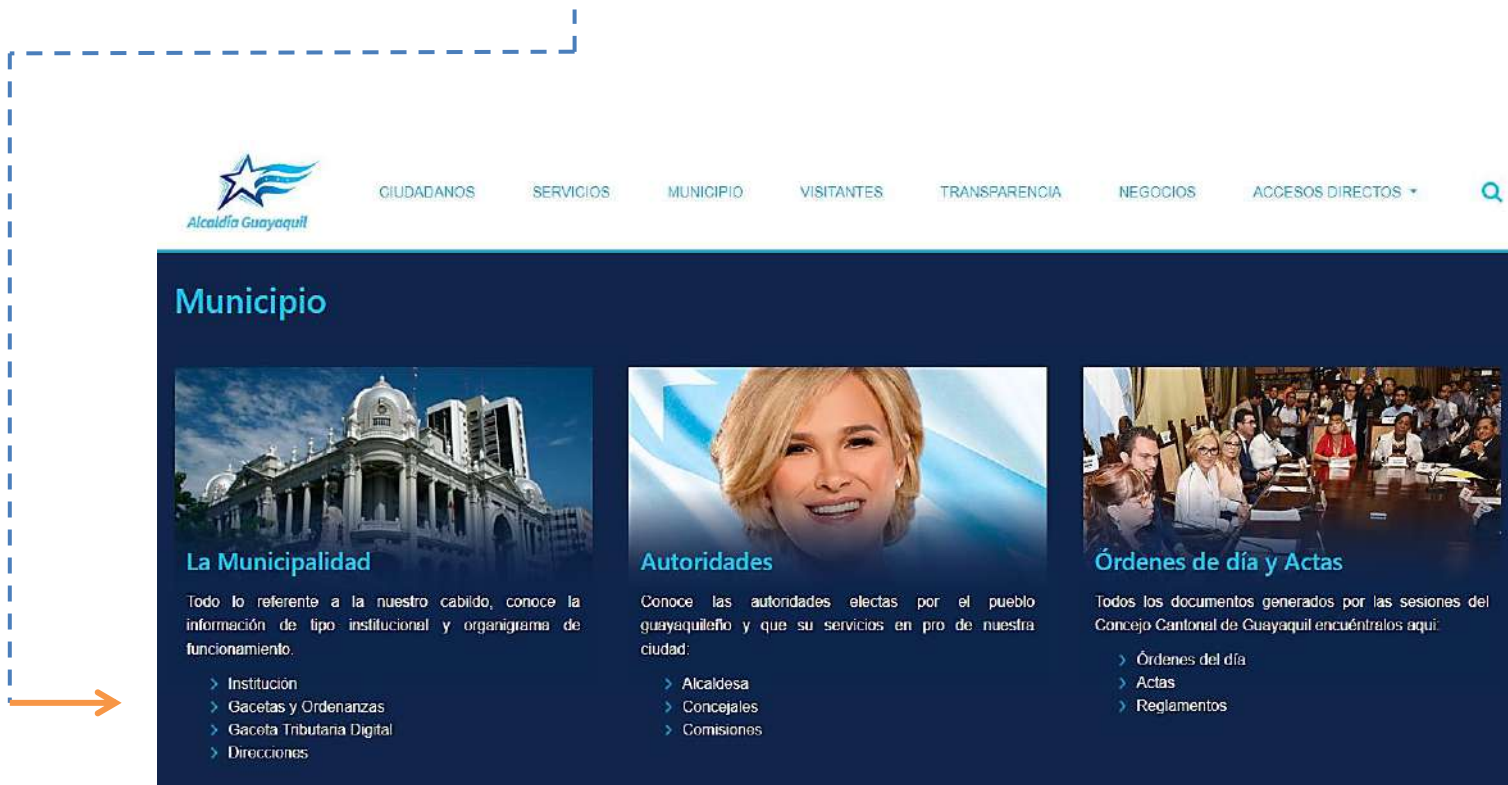 Alcaldía Guayaquil
CIUDADANOS
SERVICIOS
MUNICIPIO
VISITANTES
TRANSPARENCIA
NEGOCIOS
ACCESOS DIRECTOS
Municipio
La Municipalidad
Todo lo referente a la nuestro cabildo, conoce la
información de tipo institucional y organigrama de
funcionamiento.
Institución
Gacetas y Ordenanzas
Gaceta Tributaria Digital
Direcciones
Autoridades
Conoce las autoridades electas por el pueblo
guayaquileño y que su servicios en pro de nuestra
ciudad:
Alcaldesa
Concejales
Comisiones
Órdenes de día y Actas
Todos los documentos generados por las sesiones del
Concejo Cantonal de Guayaquil encuéntralos aqui:
Órdenes del día
Actas
Reglamentos